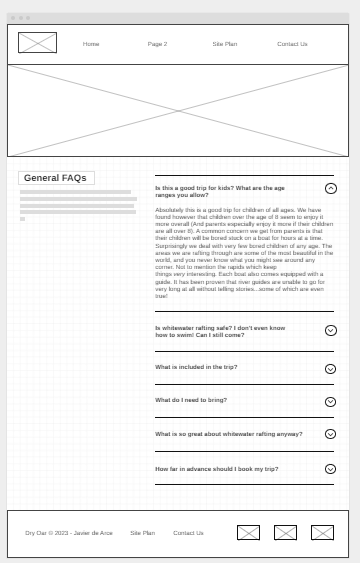 Home Page 2 Site Plan Contact Us
General FAQs
Is this a good trip for kids? What are the age
ranges you allow?
Absolutely this is a good trip for children of all ages. We have
found however that children over the age of 8 seem to enjoy it
more overall (And parents especially enjoy it more if their children
are all over 8). A common concern we get from parents is that
their children will be bored stuck on a boat for hours at a time.
Surprisingly we deal with very few bored children of any age. The
areas we are rafting through are some of the most beautiful in the
world, and you never know what you might see around any
corner. Not to mention the rapids which keep
things very interesting. Each boat also comes equipped with a
guide. It has been proven that river guides are unable to go for
very long at all without telling stories...some of which are even
true!
Is whitewater rafting safe? I don't even know
how to swim! Can I still come?
What is included in the trip?
What do I need to bring?
What is so great about whitewater rafting anyway?
How far in advance should I book my trip?
Dry Oar © 2023 - Javier de Arce Site Plan Contact Us